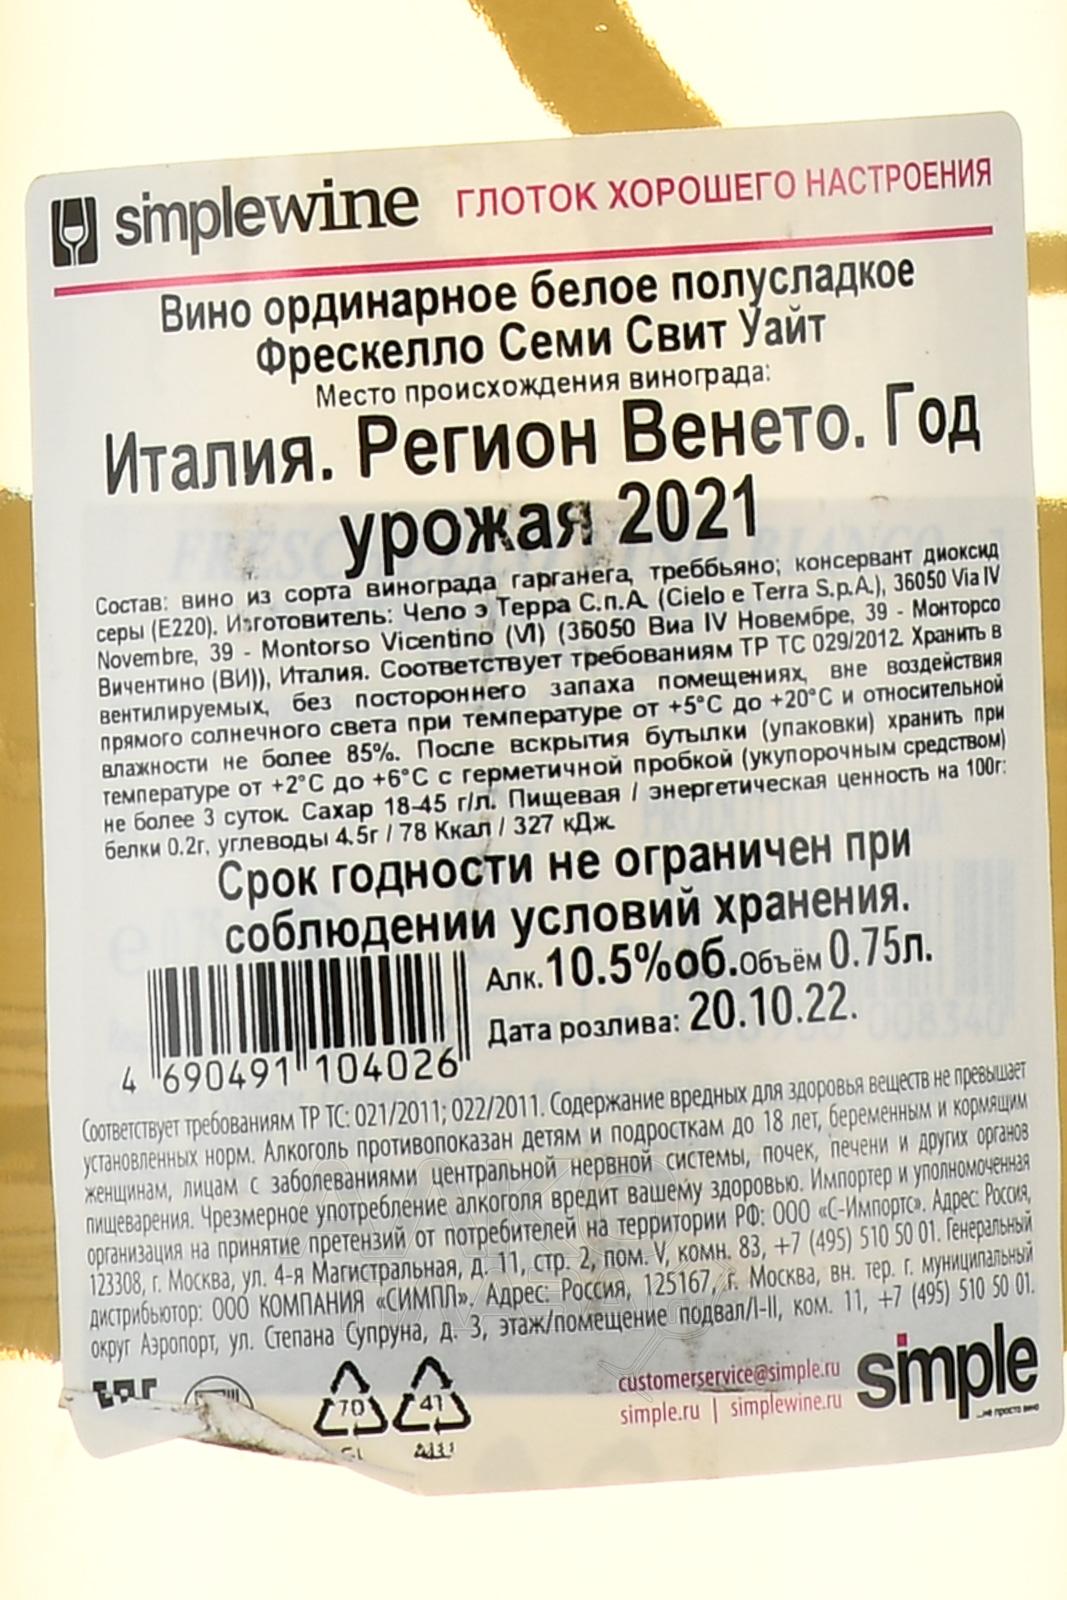 simplewine ГЛОТОК ХОРОШЕГО НАСТРОЕНИЯ
Вино ординарное белое полусладкое
Фрескелло Семи Свит Уайт
Место происхождения винограда:
Италия. Регион Венето. Год
урожая 2021
Состав: вино из сорта винограда гарганега, треббьяно; консервант диоксид
серы (E220). Изготовитель: Чело э Терра С.п.А. (Cielo e Terra S.p.A.), 36050 Via IV
Novembre, 39 - Montorso Vicentino (VI) (36050 Виа IV Новембре, 39 - Монторсо
Вичентино (ВИ)), Италия. Соответствует требованиям ТР ТС 029/2012. Хранить в
вентилируемых, без постороннего запаха помещениях, вне воздействия
прямого солнечного света при температуре от +5°С до +20°С и относительной
влажности не более 85%. После вскрытия бутылки (упаковки) хранить при
температуре от +2°С до +6°С с герметичной пробкой (укупорочным средством)
не более 3 суток. Сахар 18-45 г/л. Пищевая / энергетическая ценность на 100г:
белки 0.2г, углеводы 4.5г / 78 Ккал / 327 кДж.
Срок годности не ограничен при
соблюдении условий хранения.
Алк. 10.5%об. Объём 0.75л.
Дата розлива: 20.10.22.
4 690491 104026
Соответствует требованиям ТР ТС: 021/2011; 022/2011. Содержание вредных для здоровья веществ не превышает
установленных норм. Алкоголь противопоказан детям и подросткам до 18 лет, беременным и кормящим
женщинам, лицам с заболеваниями центральной нервной системы, почек, печени и других органов
пищеварения. Чрезмерное употребление алкоголя вредит вашему здоровью. Импортер и уполномоченная
организация на принятие претензий от потребителей на территории РФ: ООО «С-Импортс». Адрес: Россия,
123308, г. Москва, ул. 4-я Магистральная, д. 11, стр. 2, пом. V, комн. 83, +7 (495) 510 50 01. Генеральный
дистрибьютор: ООО КОМПАНИЯ «СИМПЛ». Адрес: Россия, 125167, г. Москва, вн. тер. г. муниципальный
округ Аэропорт, ул. Степана Супруна, д. 3, этаж/помещение подвал/I-II, ком. 11, +7 (495) 510 50 01.
70
41
customerservice@simple.ru
simple.ru | simplewine.ru
simple
...не просто вино